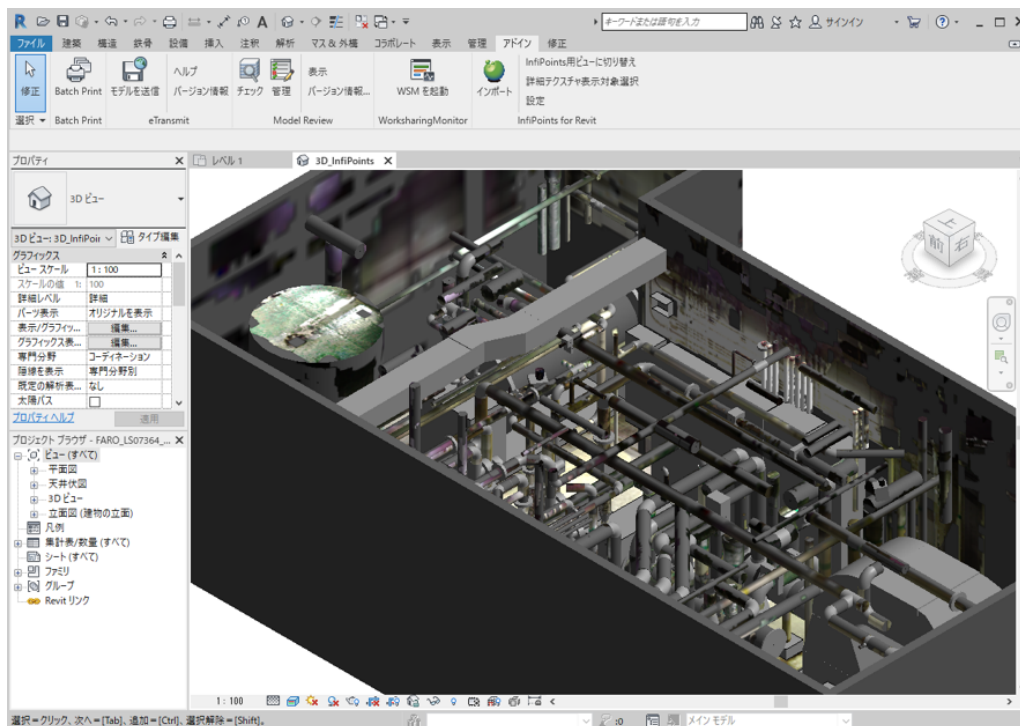 キーワードまたは語句を入力
サインイン
ファイル 建築 構造 鉄骨 設備 挿入 注釈 解析 マス & 外構 コラボレート 表示 管理 アドイン 修正
修正
Batch Print
モデルを送信
ヘルプ
バージョン情報
チェック
管理
表示
バージョン情報...
WSM を起動
インポート
InfiPoints用ビューに切り替え
詳細テクスチャ表示対象選択
設定
選択 Batch Print eTransmit Model Review WorksharingMonitor InfiPoints for Revit
プロパティ
レベル 1
3D_InfiPoints
3D ビュー
3D ビュー: 3D_InfiPoir
タイプ編集
グラフィックス
ビュー スケール 1 : 100
スケールの値 1: 100
詳細レベル 詳細
パーツ表示 オリジナルを表示
表示/グラフィッ... 編集...
グラフィックス表... 編集...
専門分野 コーディネーション
隠線を表示 専門分野別
既定の解析表... なし
太陽パス
プロパティヘルプ 適用
プロジェクト ブラウザ - FARO_LS07364_...
ビュー (すべて)
平面図
天井伏図
3D ビュー
立面図 (建物の立面)
凡例
集計表/数量 (すべて)
シート (すべて)
ファミリ
グループ
Revit リンク
上
前
右
1 : 100
選択 = クリック、次へ = [Tab]、追加 = [Ctrl]、選択解除 = [Shift]。
:0
メイン モデル